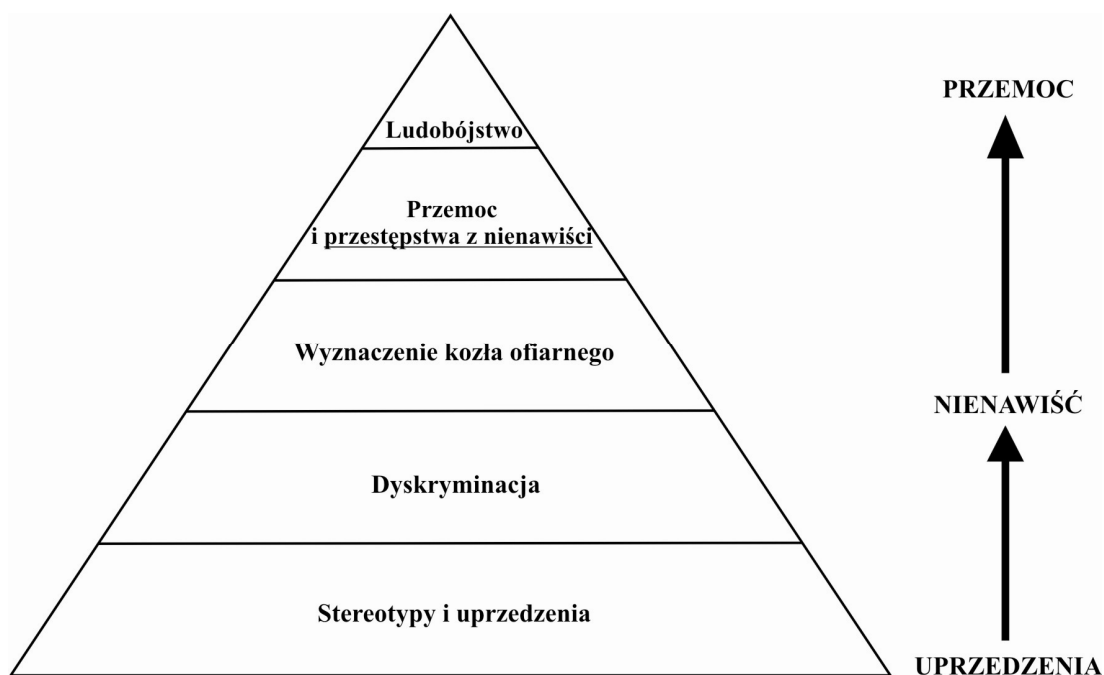 Ludobójstwo
Przemoc
i przestępstwa z nienawiści
Wyznaczenie kozła ofiarnego
Dyskryminacja
Stereotypy i uprzedzenia
PRZEMOC
NIENAWIŚĆ
UPRZEDZENIA